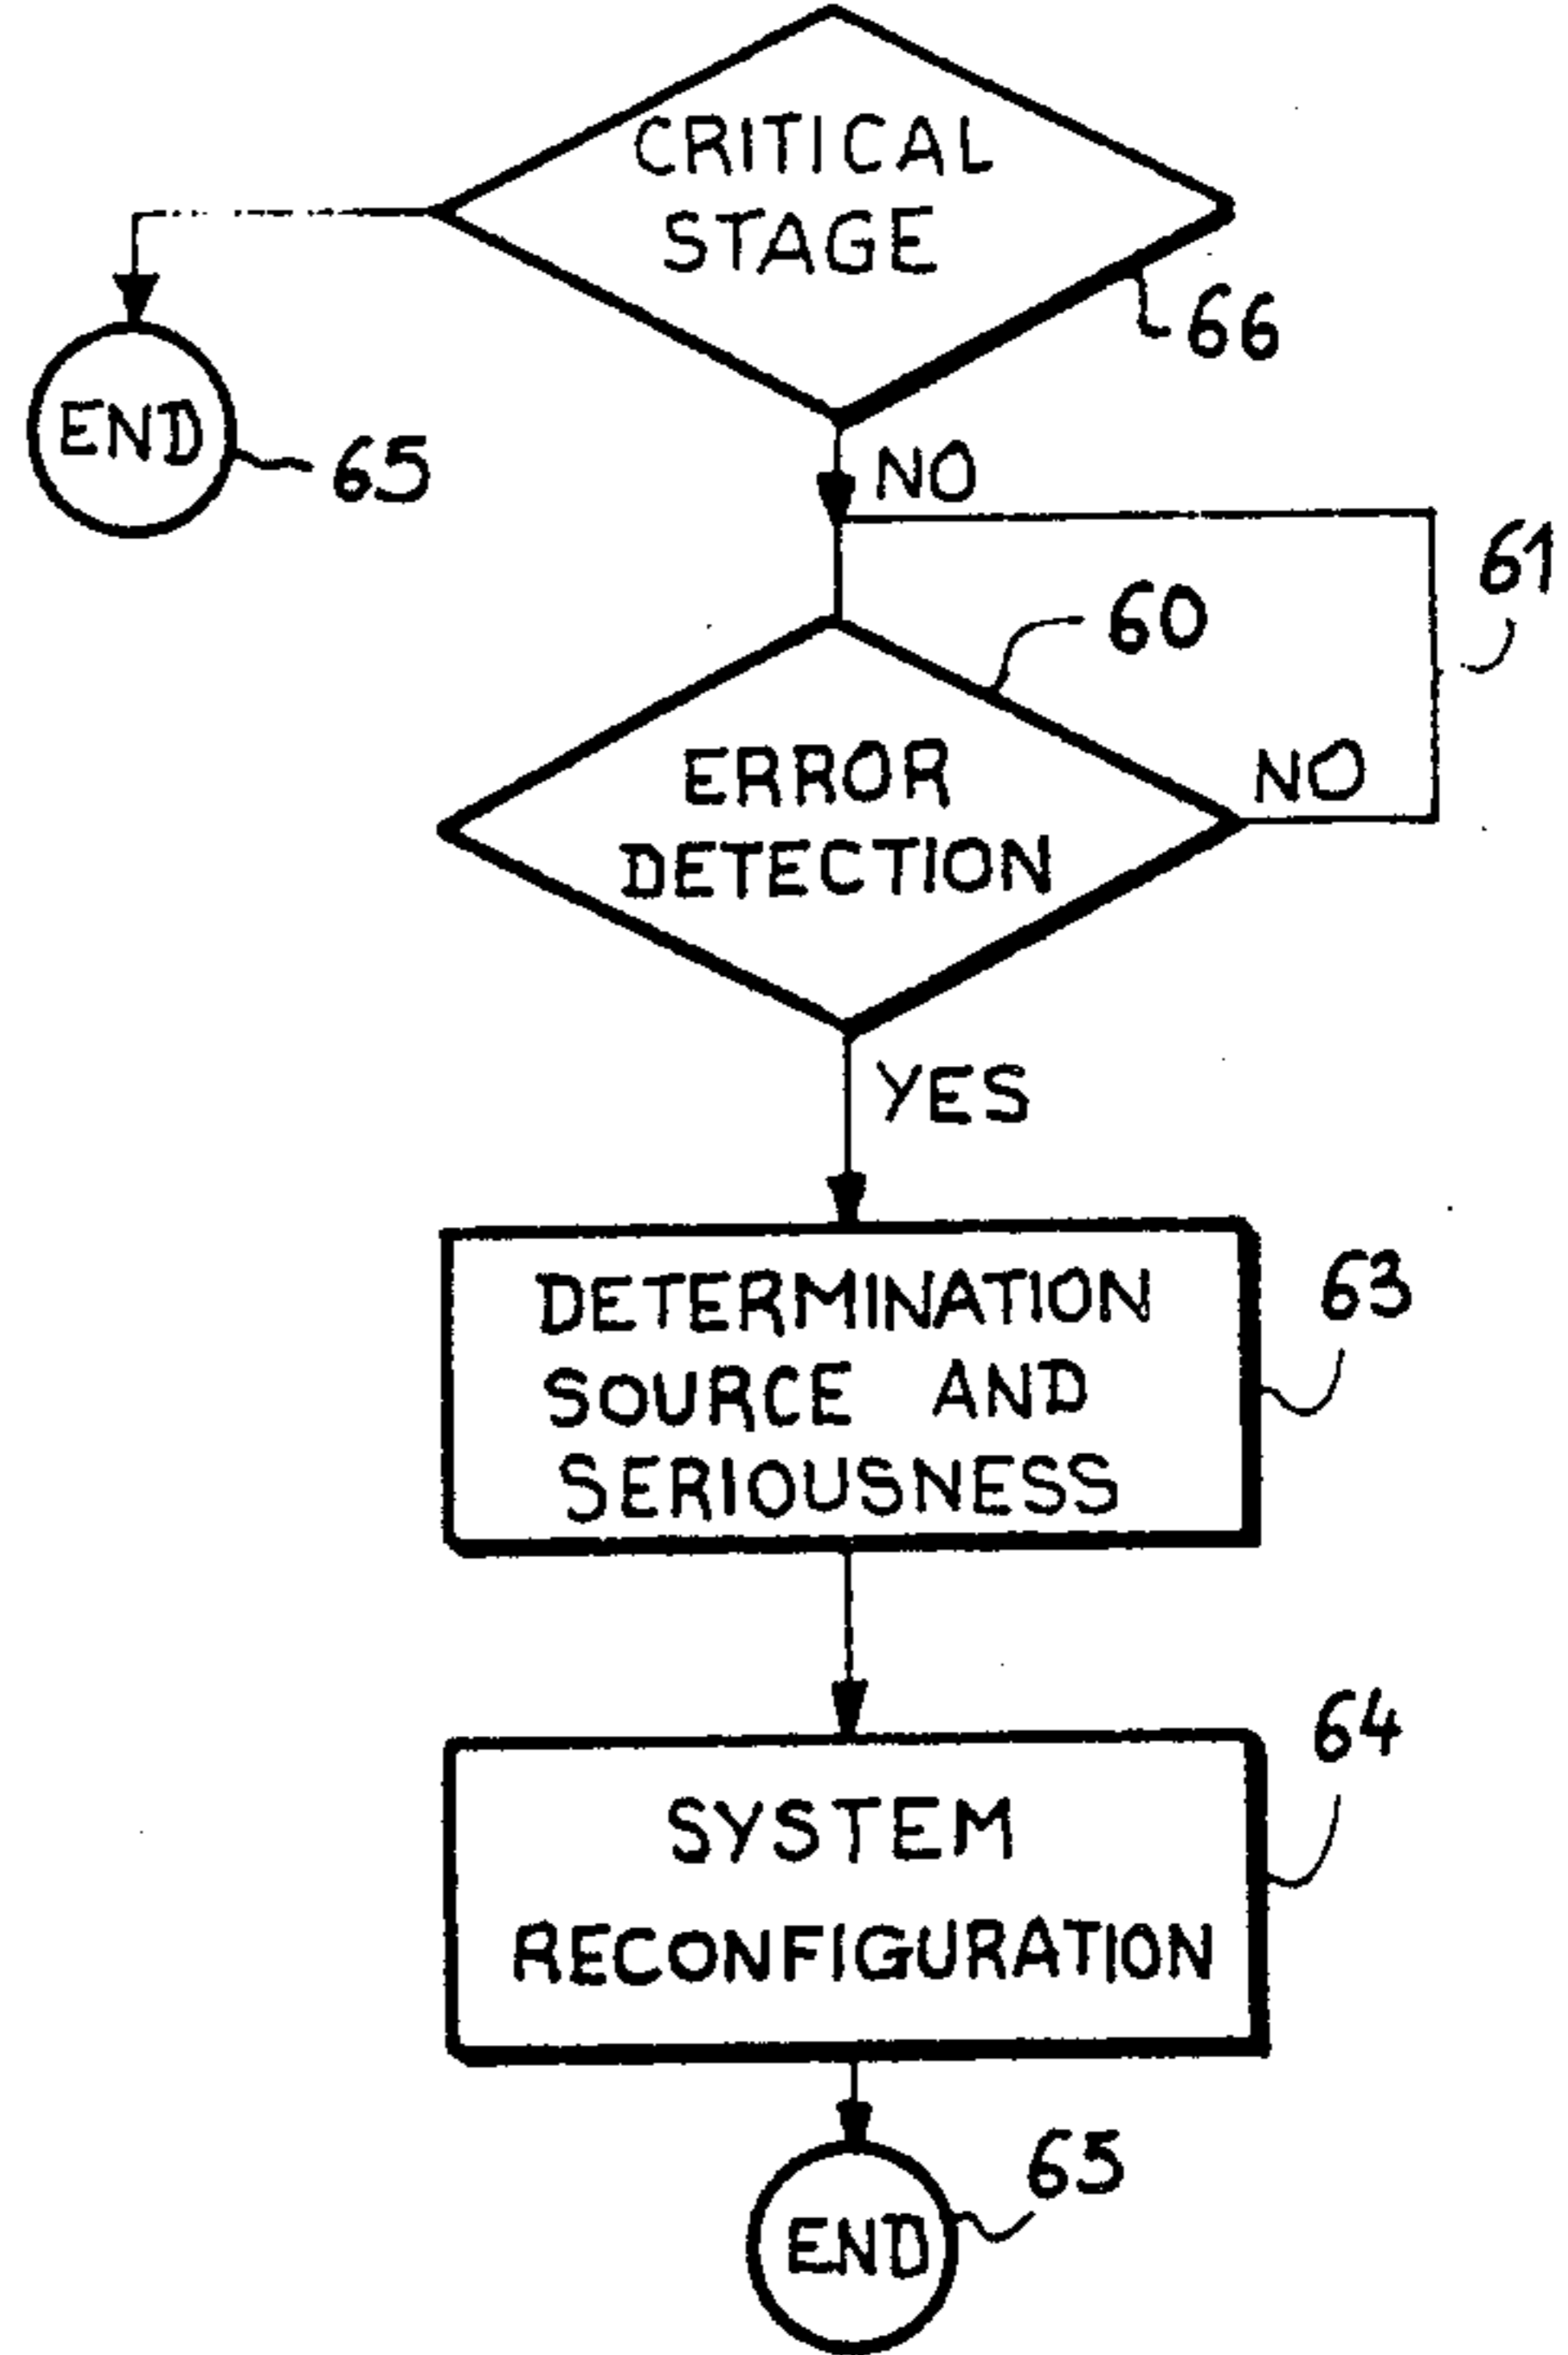 CRITICAL
STAGE
66
END
65
NO
61
60
ERROR
DETECTION
NO
YES
DETERMINATION
SOURCE AND
SERIOUSNESS
63
64
SYSTEM
RECONFIGURATION
65
END